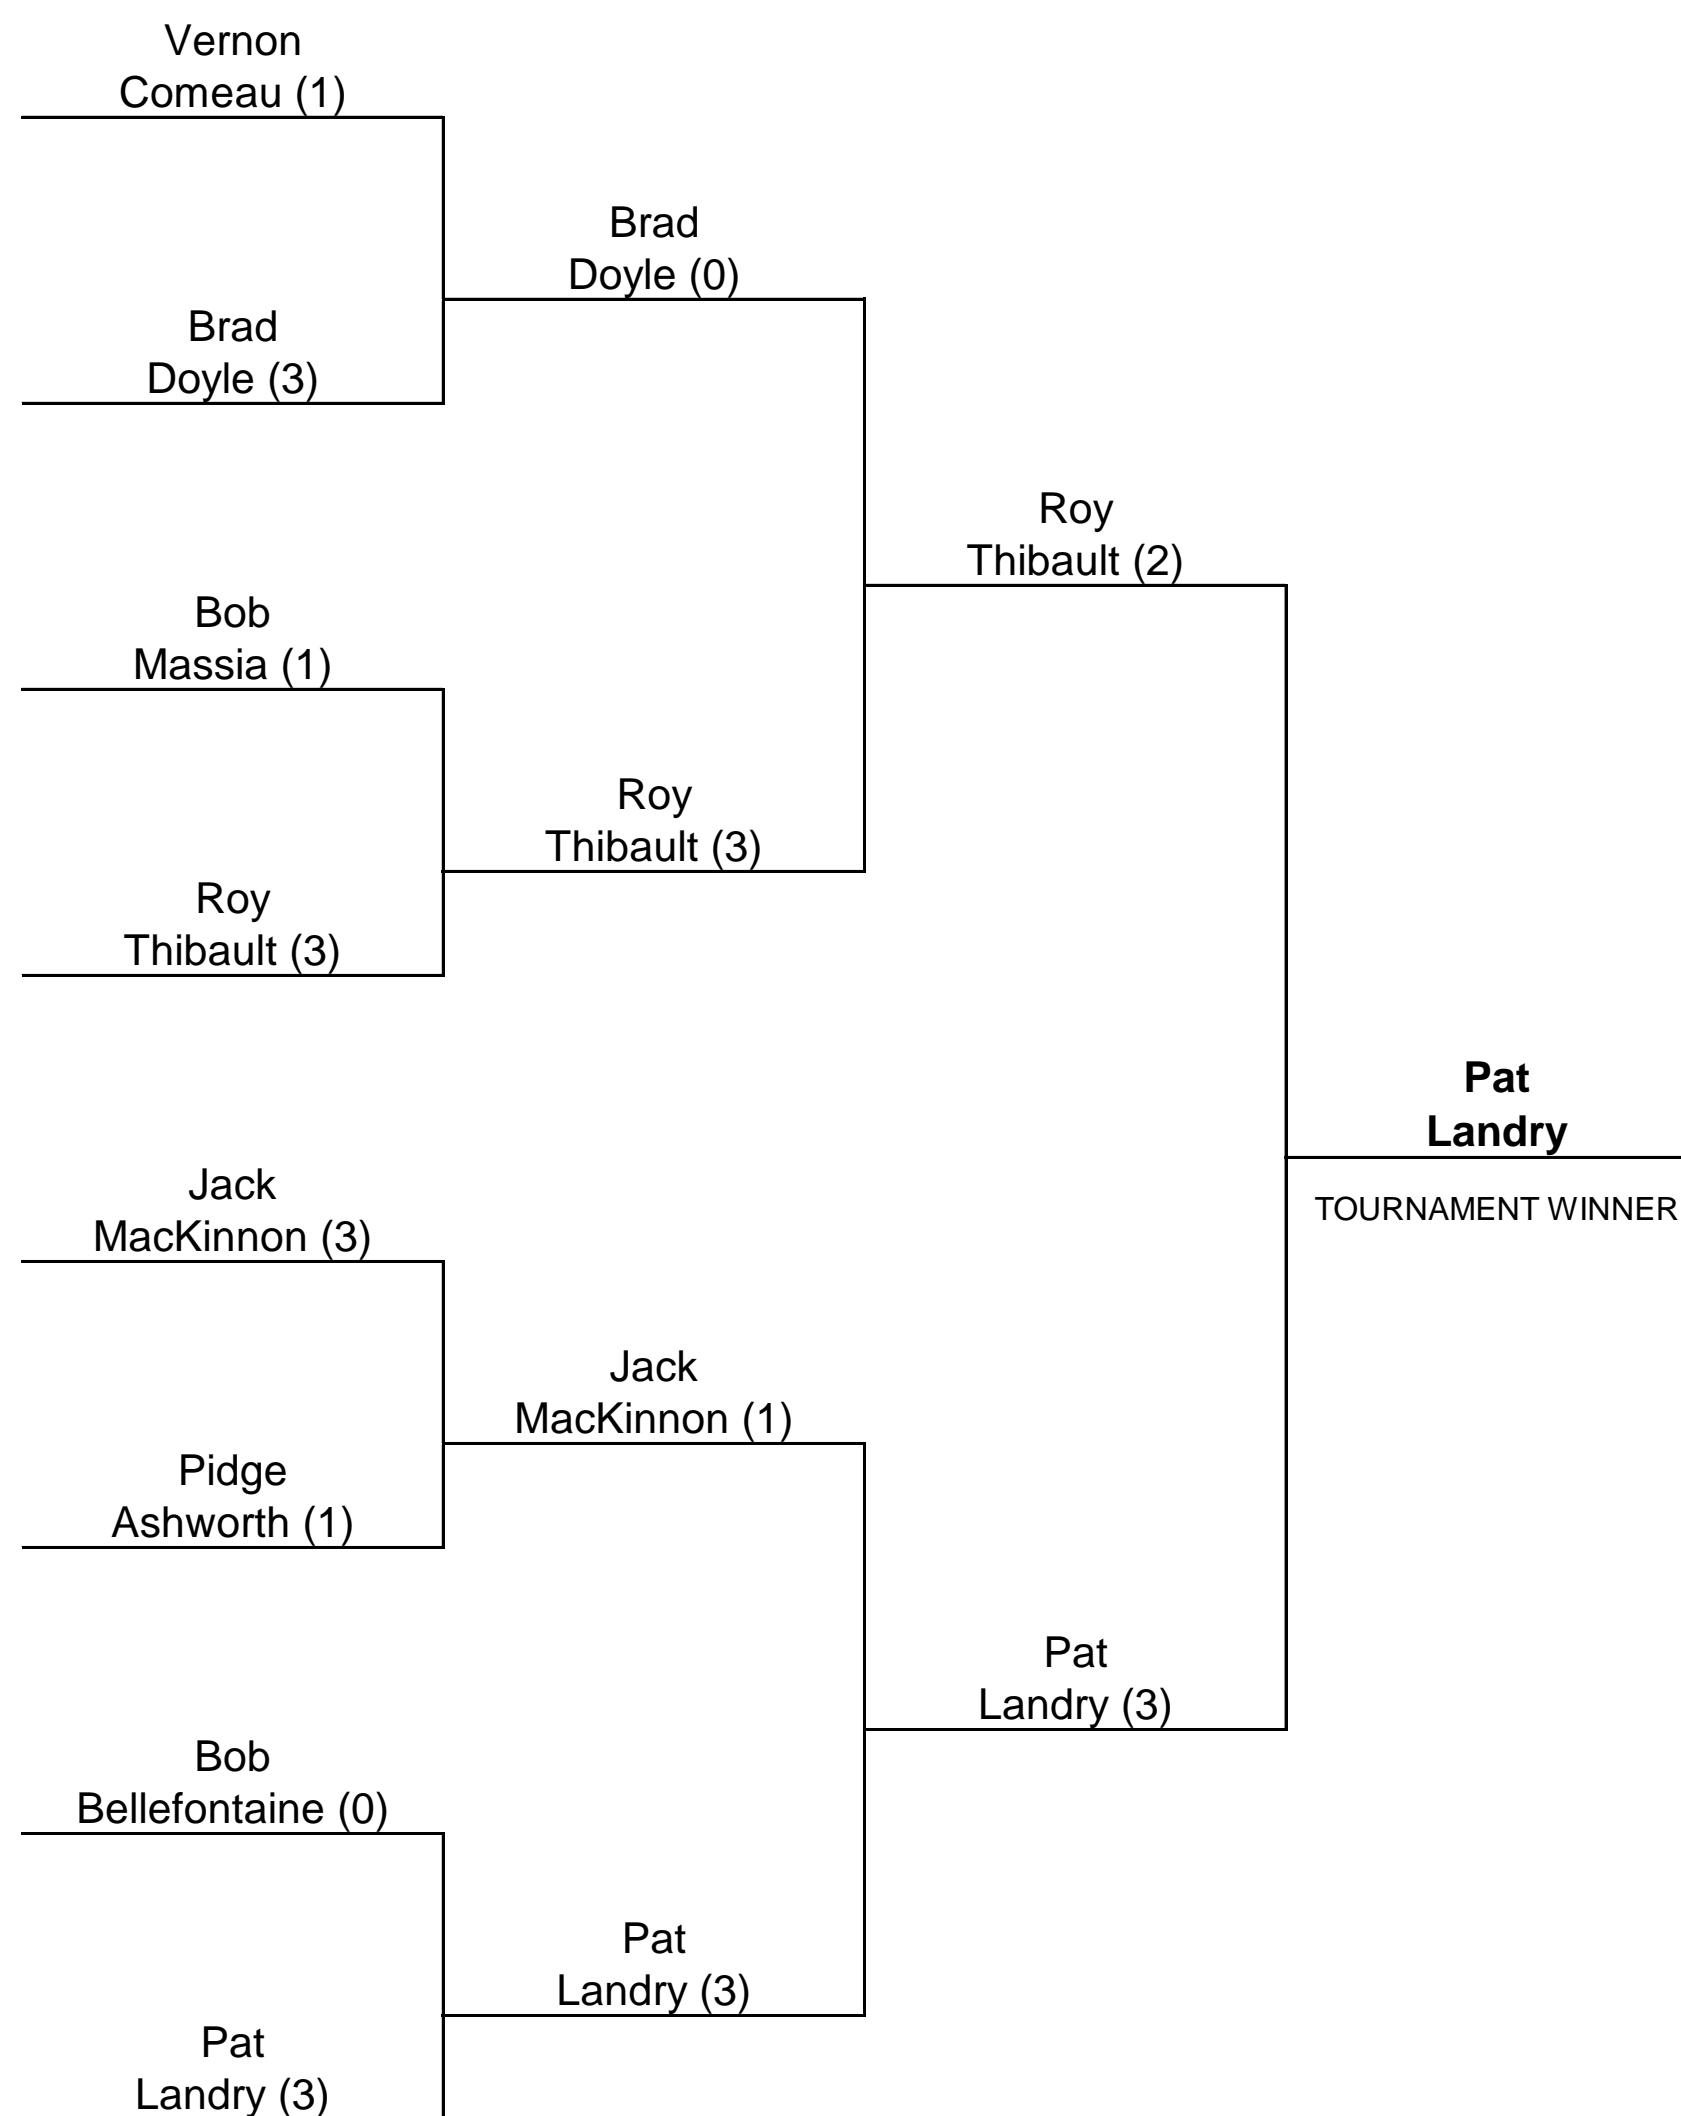 Vernon
Comeau (1)
Brad
Doyle (0)
Brad
Doyle (3)
Roy
Thibault (2)
Bob
Massia (1)
Roy
Thibault (3)
Roy
Thibault (3)
Pat
Landry
TOURNAMENT WINNER
Jack
MacKinnon (3)
Jack
MacKinnon (1)
Pidge
Ashworth (1)
Pat
Landry (3)
Bob
Bellefontaine (0)
Pat
Landry (3)
Pat
Landry (3)